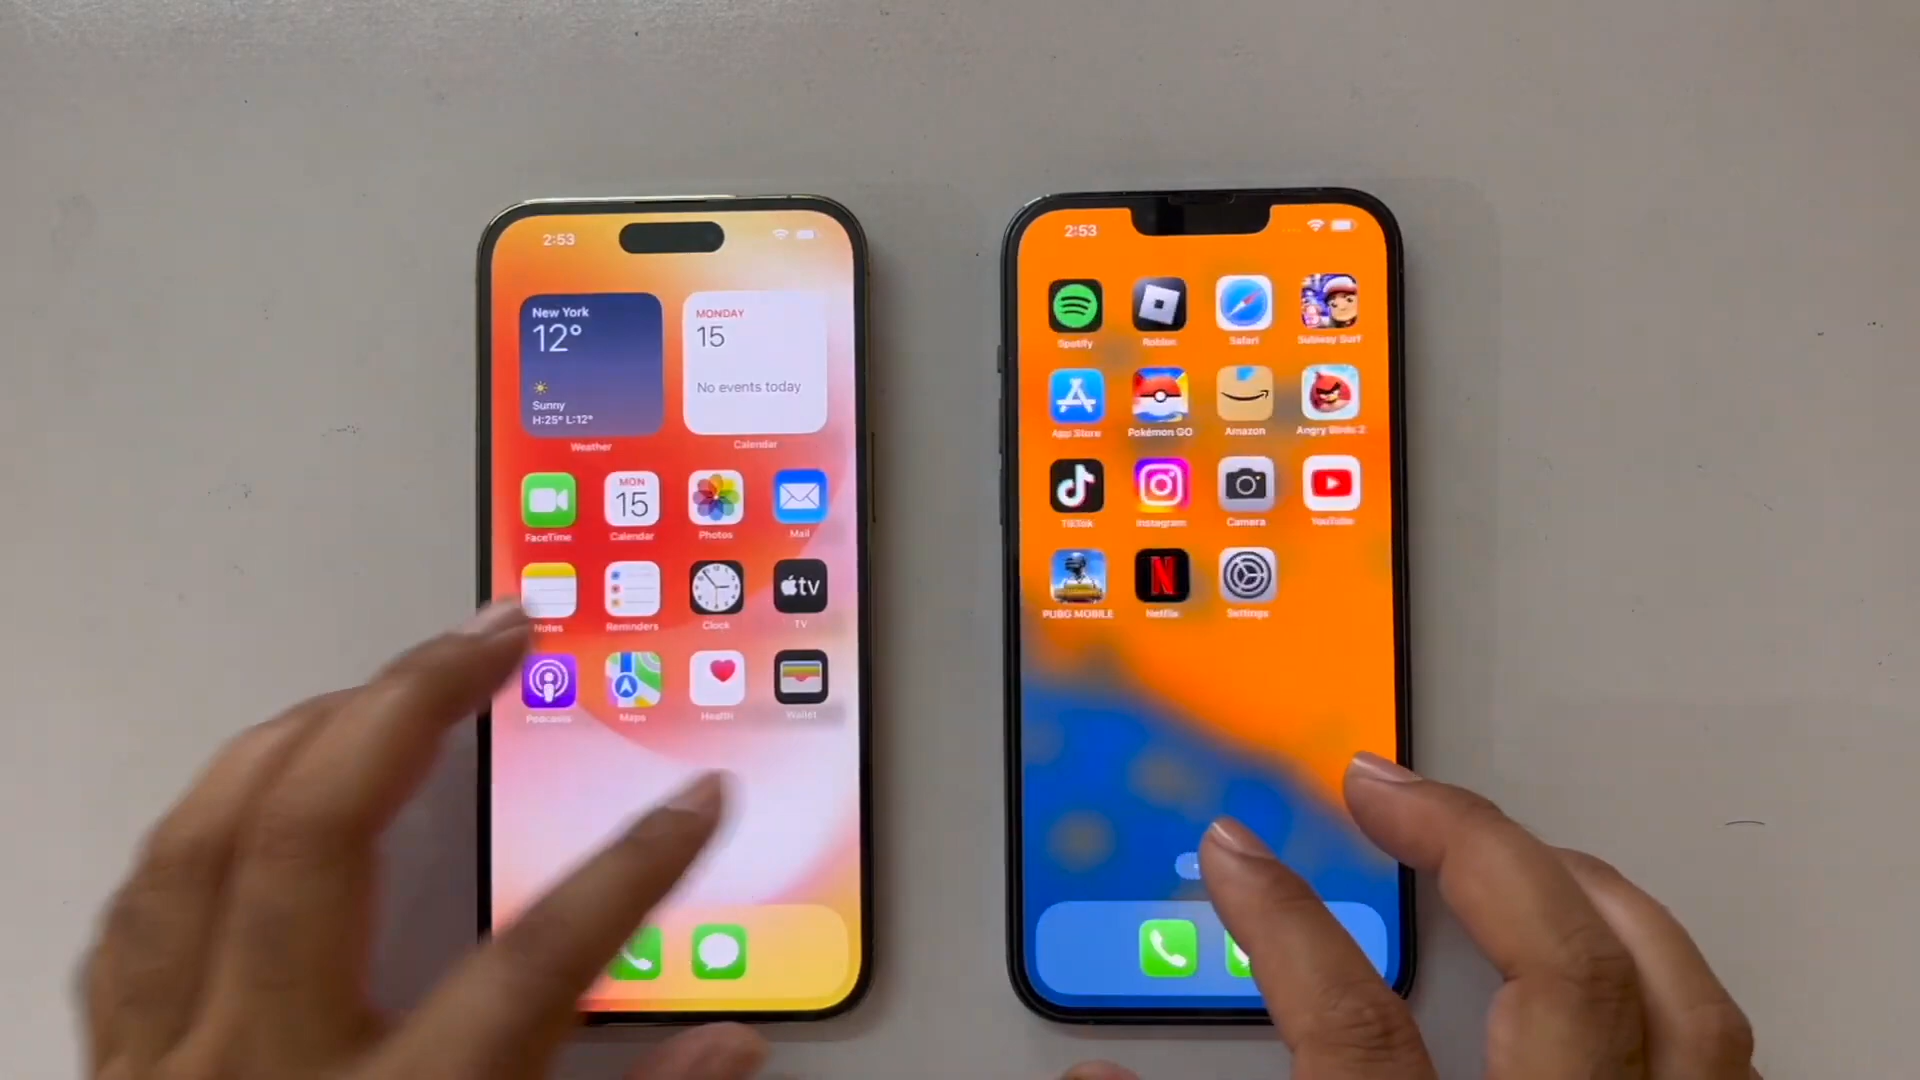 2:53
New York
12°
Sunny
H:25° L:12°
Weather
MONDAY
15
No events today
Calendar
FaceTime
MON
15
Calendar
Photos
Mail
Notes
Reminders
Clock
tv
TV
Podcasts
Maps
Health
Wallet
2:53
Spotify
Roblox
Safari
Subway Surf
App Store
Pokémon GO
Amazon
Angry Birds 2
TikTok
Instagram
Camera
YouTube
PUBG MOBILE
Netflix
Settings